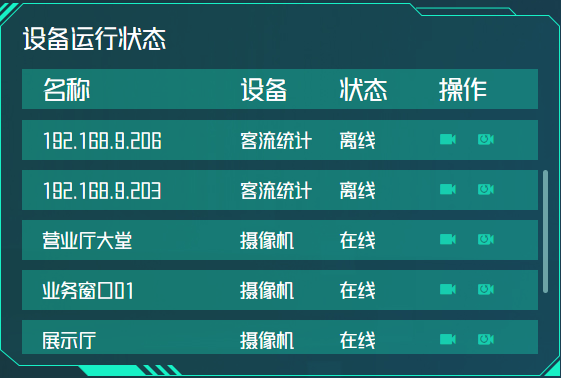 设备运行状态
名称 设备 状态 操作
192.168.9.206 客流统计 离线
192.168.9.203 客流统计 离线
营业厅大堂 摄像机 在线
业务窗口01 摄像机 在线
展示厅 摄像机 在线